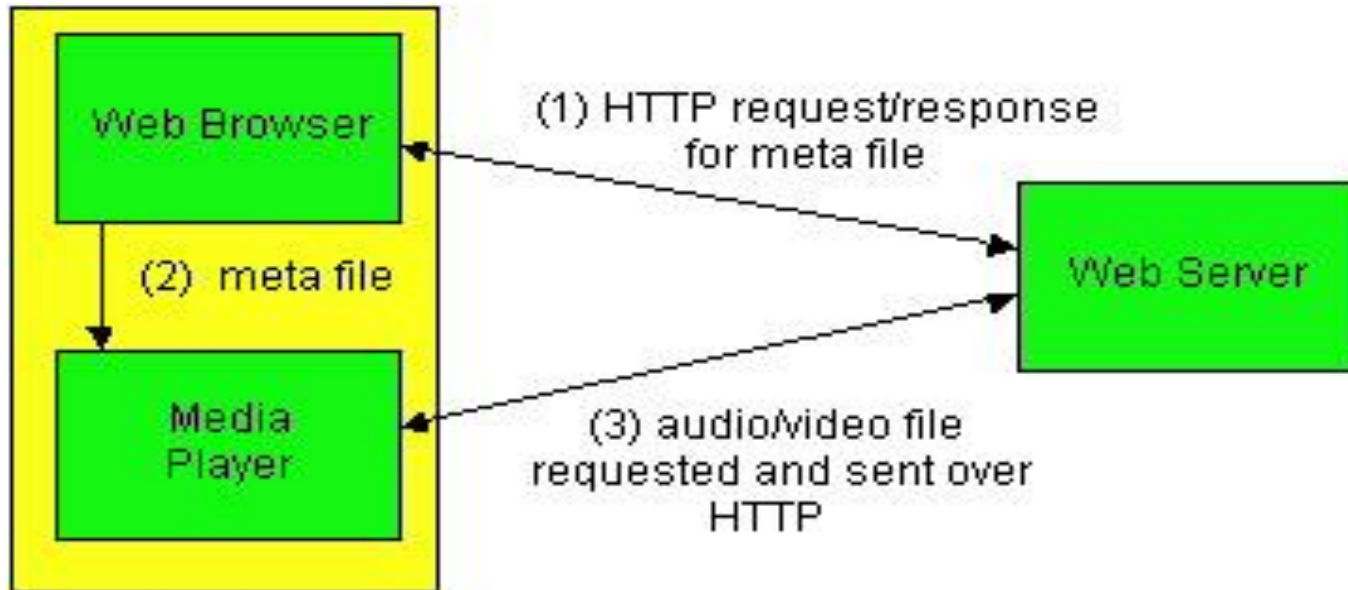 Web Browser
(1) HTTP request/response
for meta file
(2) meta file
Web Server
Media
Player
(3) audio/video file
requested and sent over
HTTP